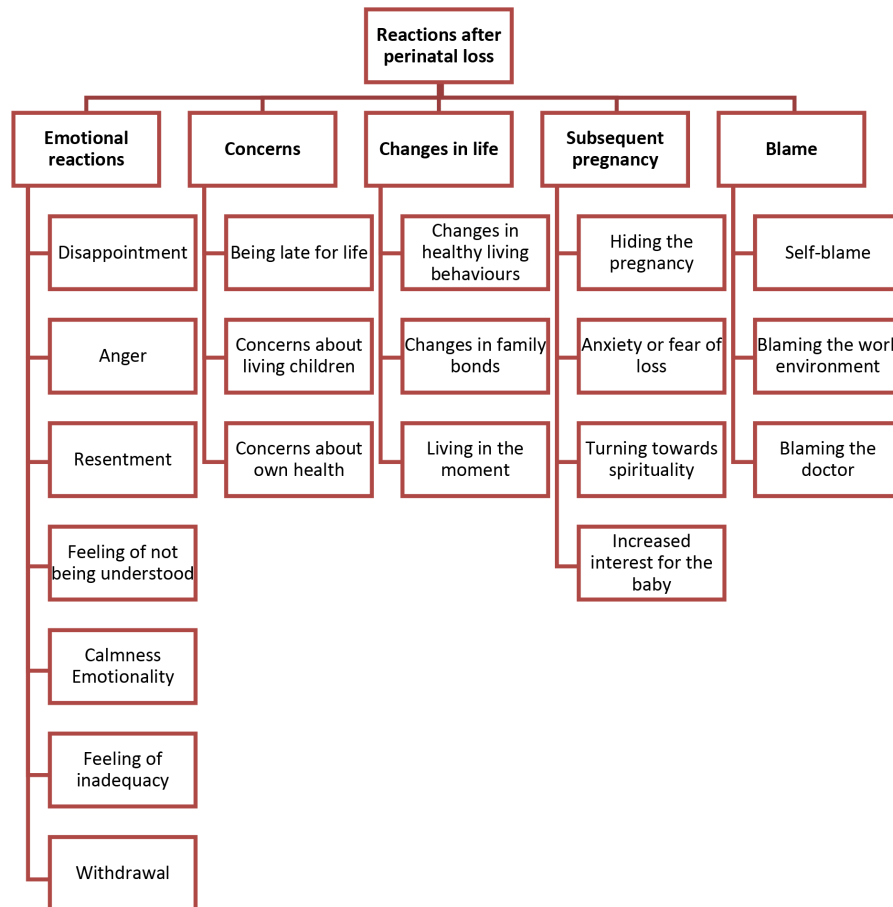 Reactions after
perinatal loss
Emotional
reactions
Concerns
Changes in life
Subsequent
pregnancy
Blame
Disappointment
Anger
Resentment
Feeling of not
being understood
Calmness
Emotionality
Feeling of
inadequacy
Withdrawal
Being late for life
Concerns about
living children
Concerns about
own health
Changes in
healthy living
behaviours
Changes in family
bonds
Living in the
moment
Hiding the
pregnancy
Anxiety or fear of
loss
Turning towards
spirituality
Increased
interest for the
baby
Self-blame
Blaming the work
environment
Blaming the
doctor